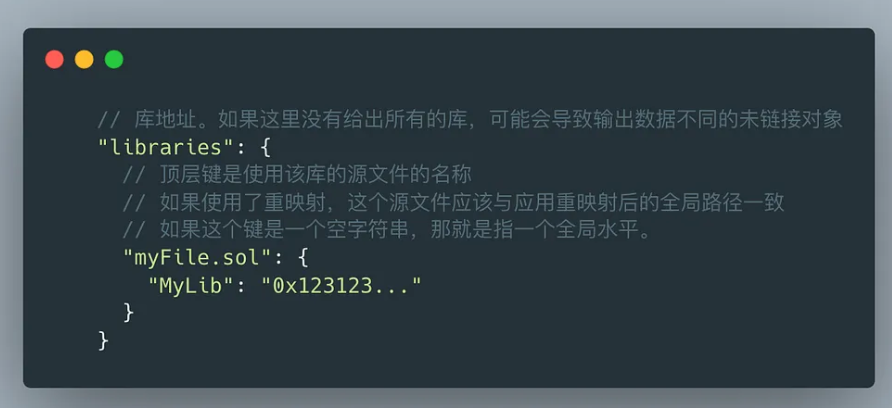 // 库地址。如果这里没有给出所有的库，可能会导致输出数据不同的未链接对象
"libraries": {
// 顶层键是使用该库的源文件的名称
// 如果使用了重映射，这个源文件应该与应用重映射后的全局路径一致
// 如果这个键是一个空字符串，那就是指一个全局水平。
"myFile.sol": {
"MyLib": "0x123123..."
}
}